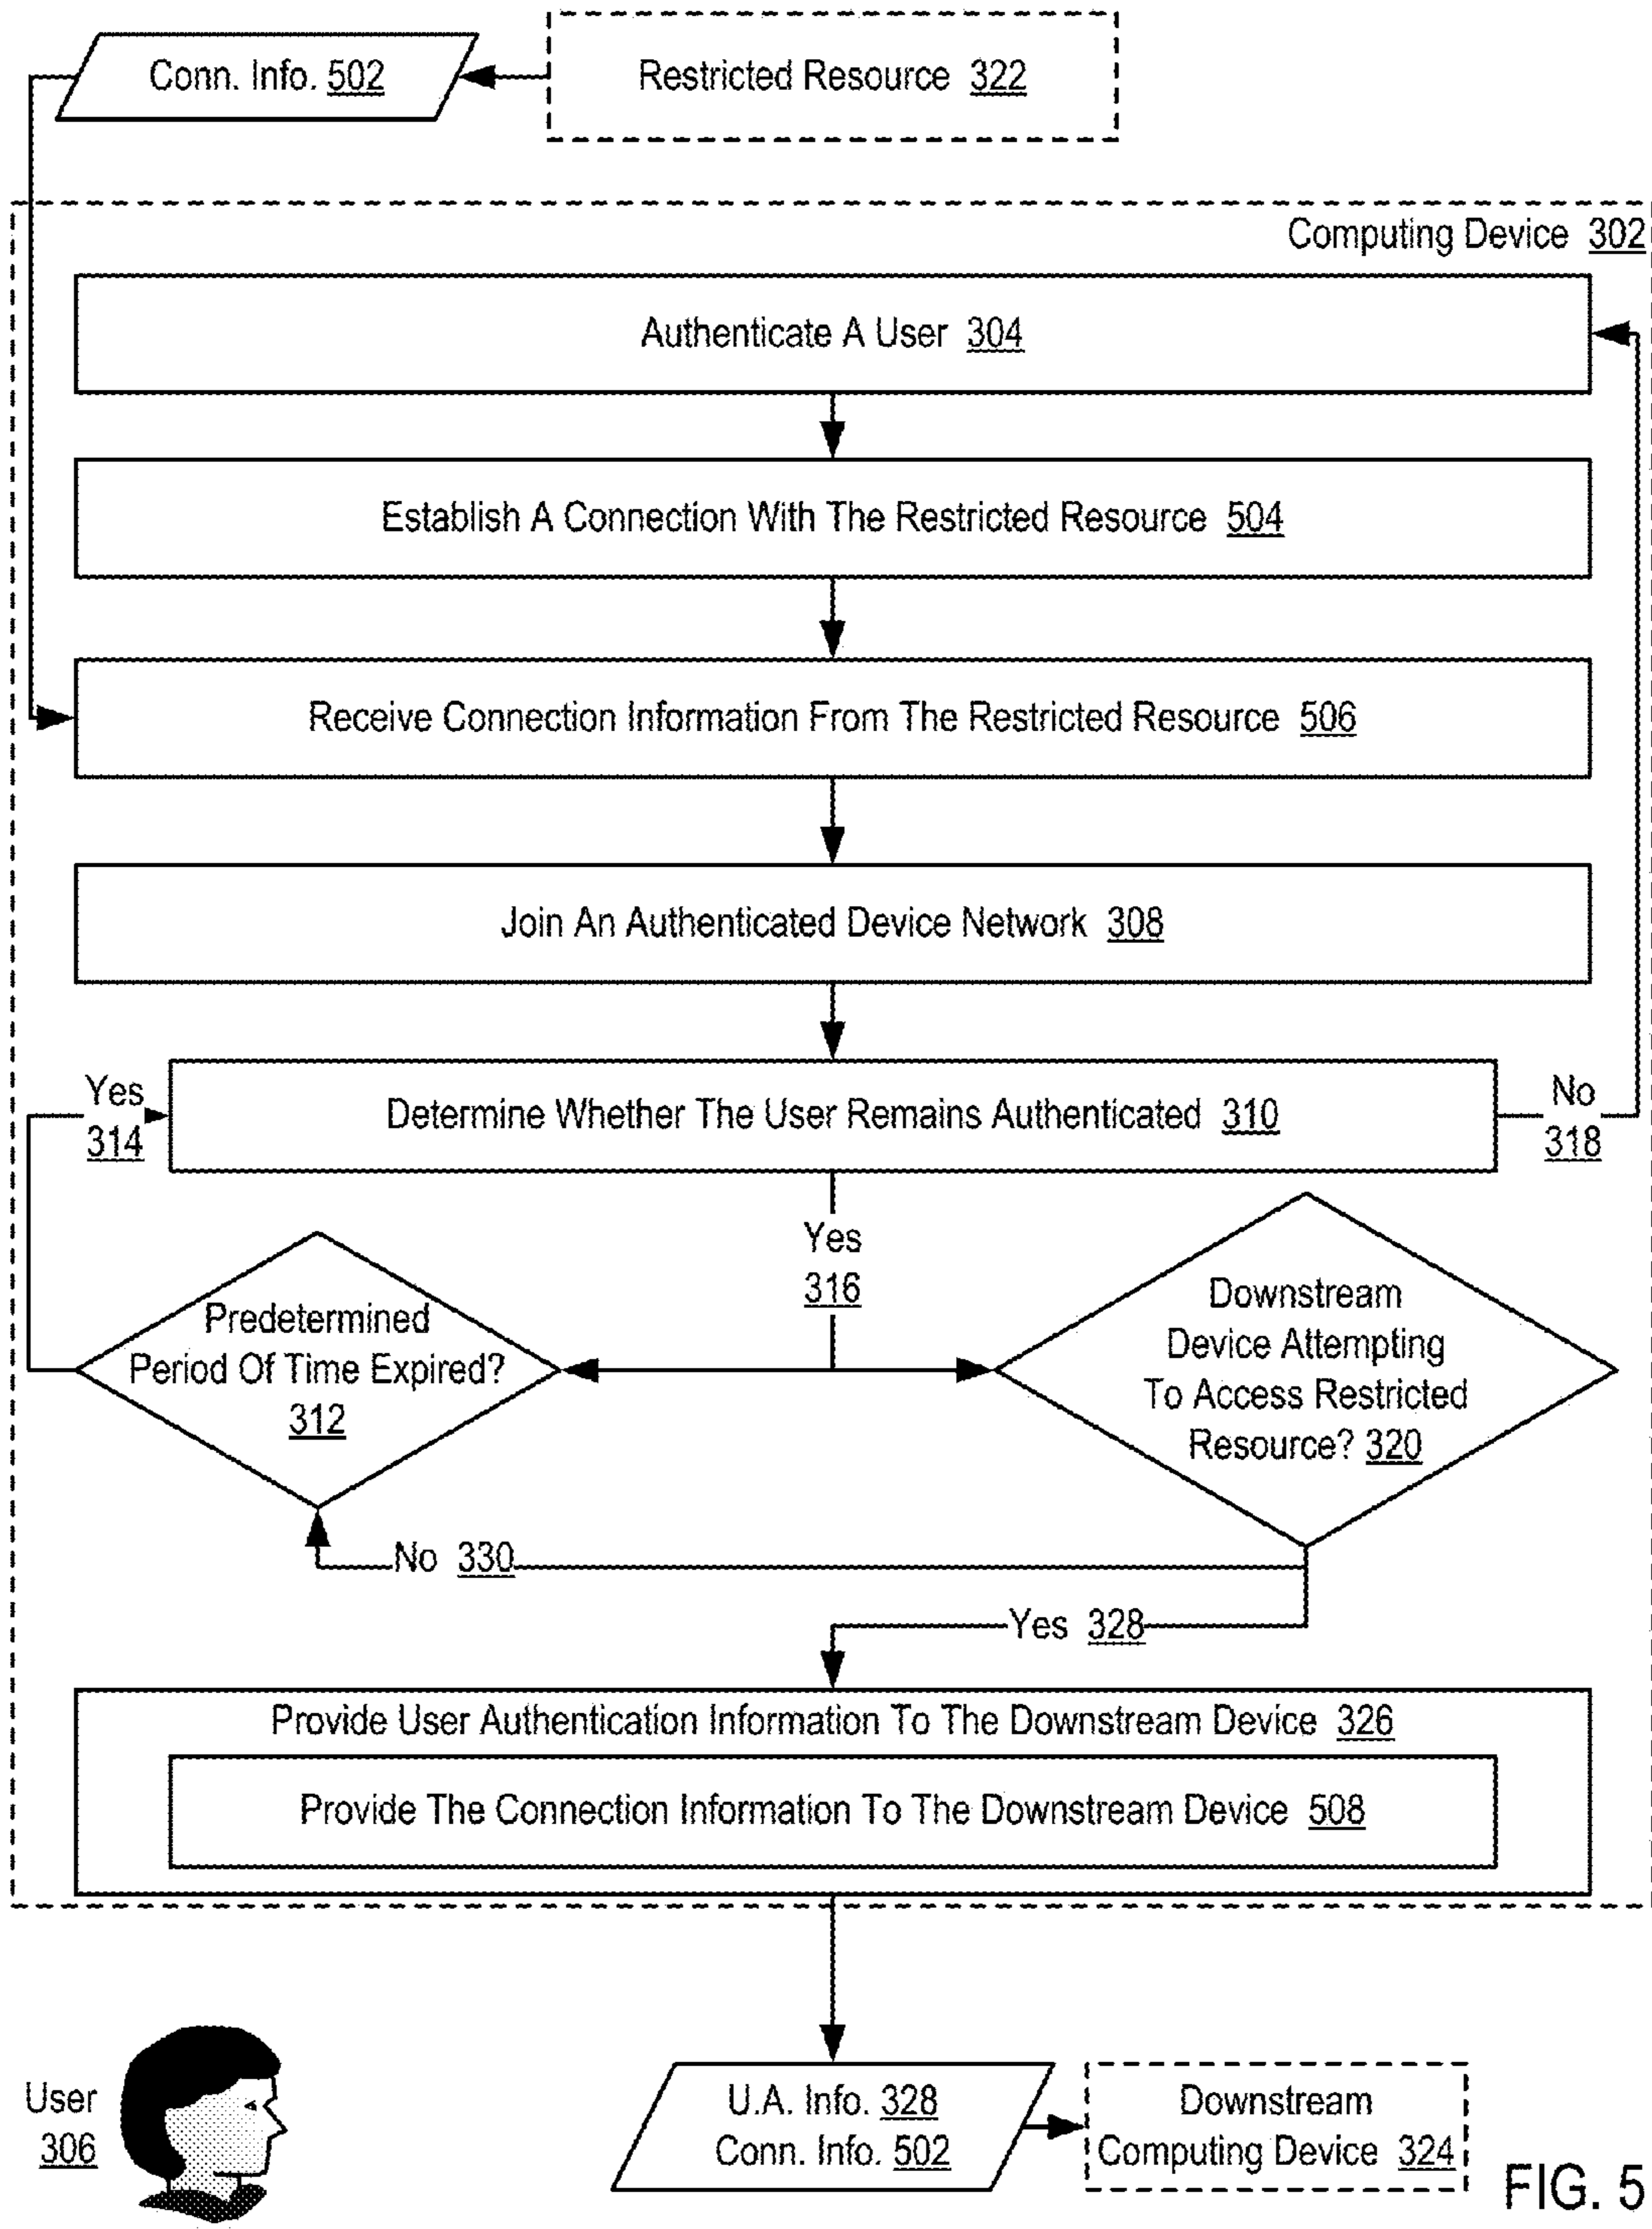 Conn. Info. 502
Restricted Resource 322
Computing Device 302
Authenticate A User 304
Establish A Connection With The Restricted Resource 504
Receive Connection Information From The Restricted Resource 506
Join An Authenticated Device Network 308
Yes
314
Determine Whether The User Remains Authenticated 310
No
318
Yes
316
Predetermined
Period Of Time Expired?
312
Downstream
Device Attempting
To Access Restricted
Resource? 320
No 330
Yes 328
Provide User Authentication Information To The Downstream Device 326
Provide The Connection Information To The Downstream Device 508
User
306
U.A. Info. 328
Conn. Info. 502
Downstream
Computing Device 324
FIG. 5